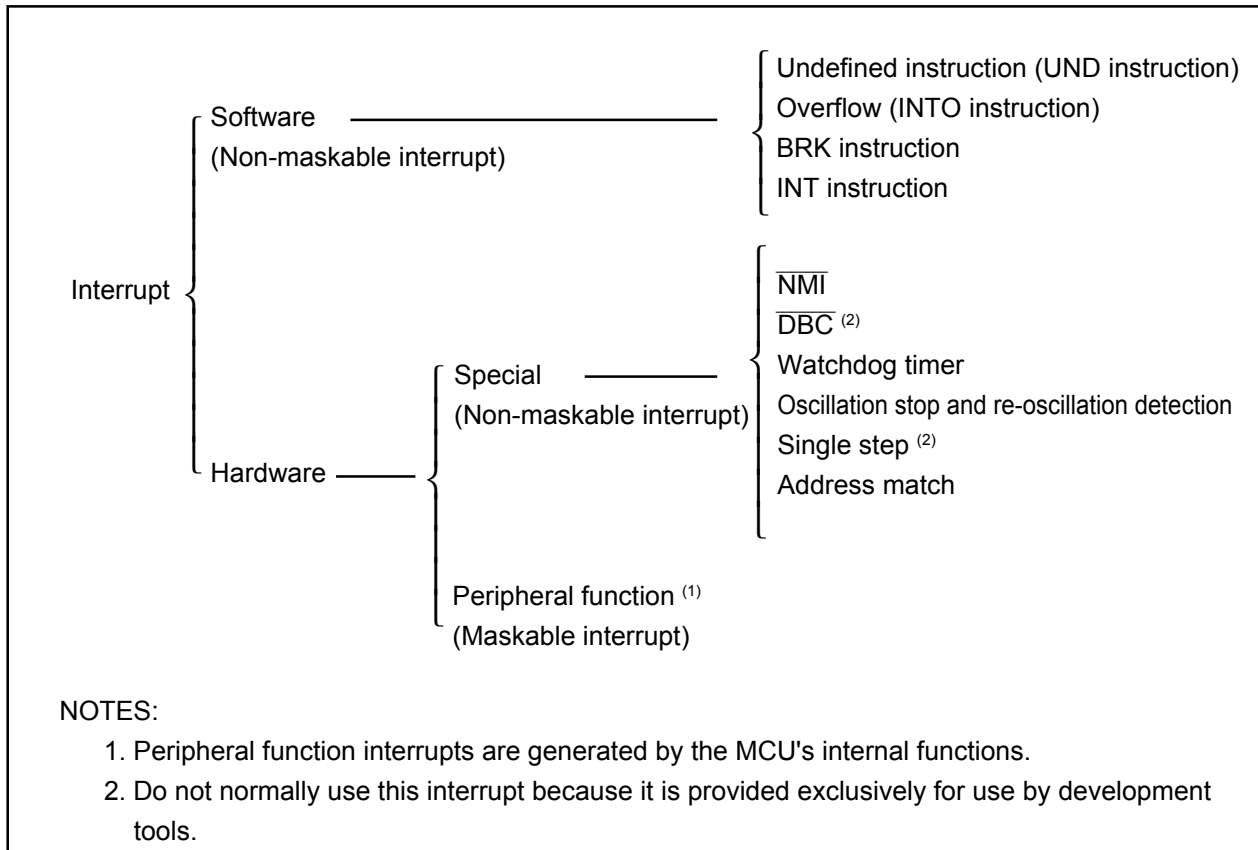 Undefined instruction (UND instruction)
Software
Overflow (INTO instruction)
(Non-maskable interrupt)
BRK instruction
INT instruction
Interrupt
N̅M̅I̅
D̅B̅C̅ (2)
Special
Watchdog timer
(Non-maskable interrupt)
Oscillation stop and re-oscillation detection
Single step (2)
Hardware
Address match
Peripheral function (1)
(Maskable interrupt)
NOTES:
1. Peripheral function interrupts are generated by the MCU's internal functions.
2. Do not normally use this interrupt because it is provided exclusively for use by development
tools.